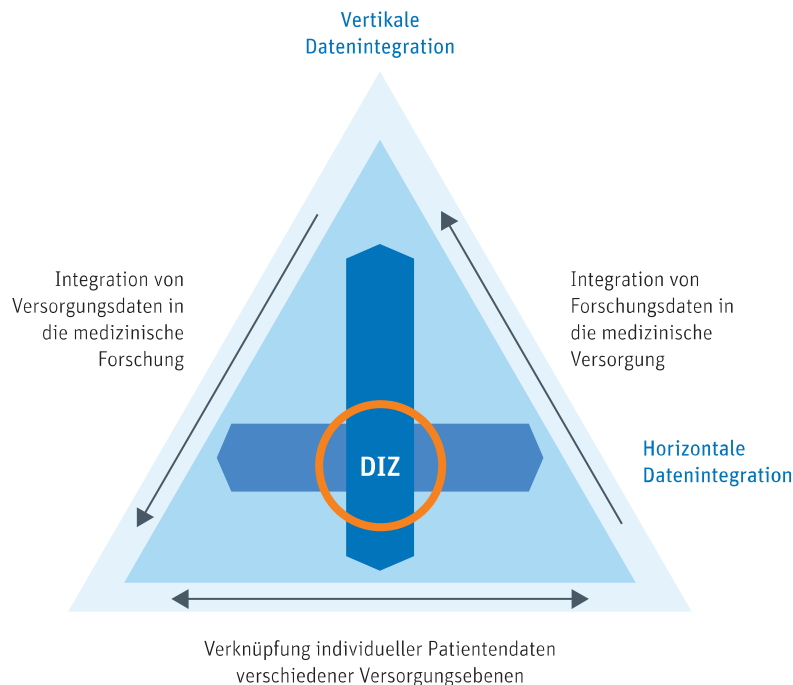 Vertikale
Datenintegration
Integration von
Versorgungsdaten in
die medizinische
Forschung
Integration von
Forschungsdaten in
die medizinische
Versorgung
DIZ
Horizontale
Datenintegration
Verknüpfung individueller Patientendaten
verschiedener Versorgungsebenen